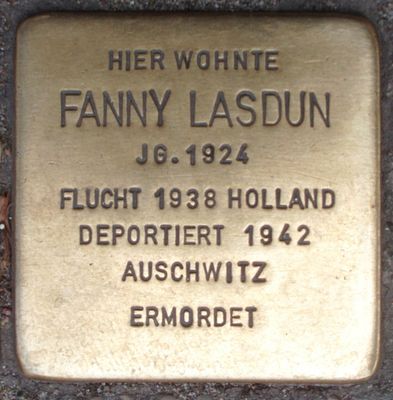 HIER WOHNTE
FANNY LASDUN
JG. 1924
FLUCHT 1938 HOLLAND
DEPORTIERT 1942
AUSCHWITZ
ERMORDET